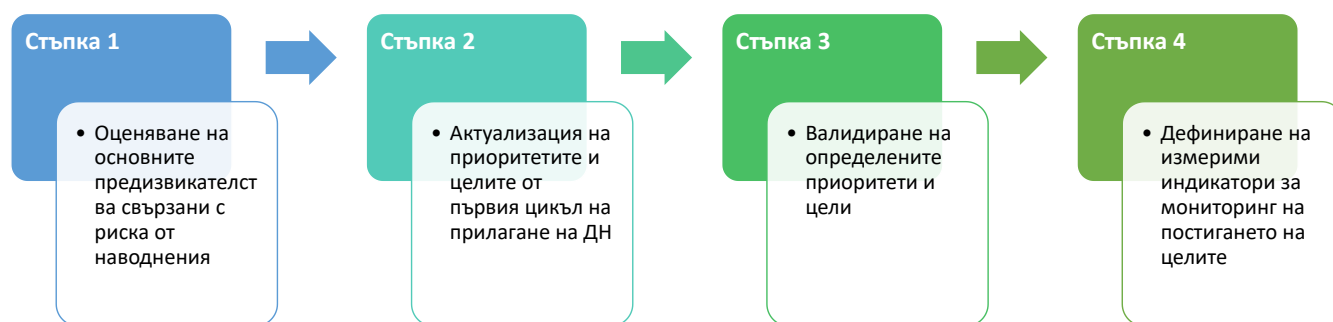 Стъпка 1
• Оценяване на
основните
предизвикателст
ва свързани с
риска от
наводнения
Стъпка 2
• Актуализация на
приоритетите и
целите от
първия цикъл на
прилагане на ДН
Стъпка 3
• Валидиране на
определените
приоритети и
цели
Стъпка 4
• Дефиниране на
измерими
индикатори за
мониторинг на
постигането на
целите